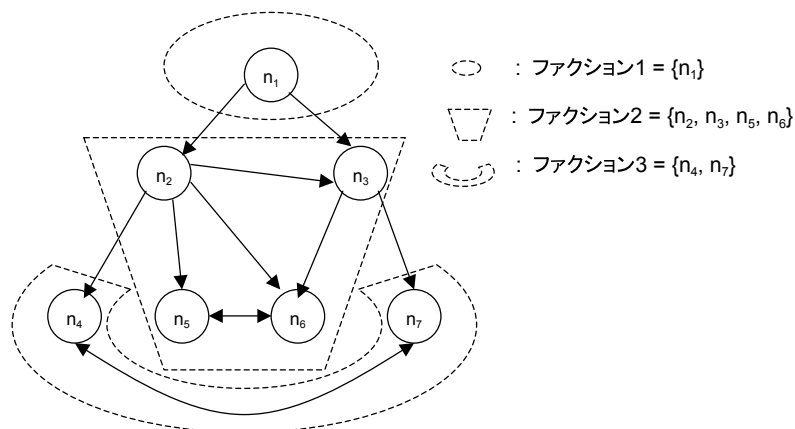 n₁
: ファクション1 = {n₁}
: ファクション2 = {n₂, n₃, n₅, n₆}
n₂
n₃
: ファクション3 = {n₄, n₇}
n₄
n₅
n₆
n₇